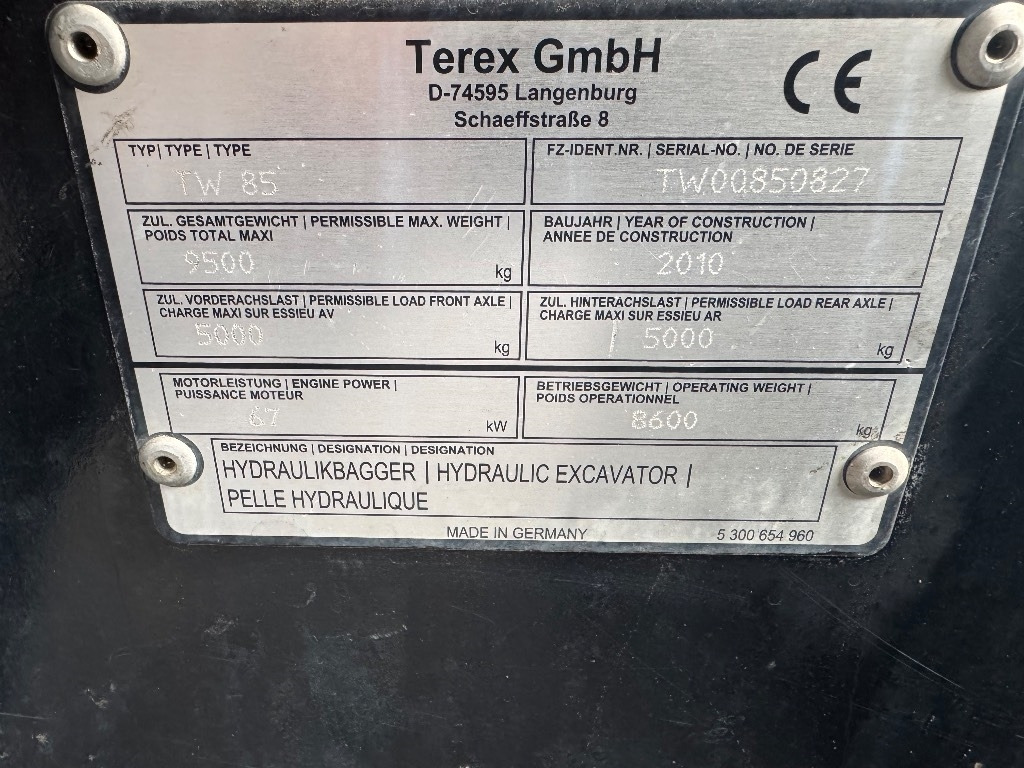 Terex GmbH
D-74595 Langenburg
Schaeffstraße 8
CE
TYP| TYPE | TYPE
TW 85
FZ-IDENT.NR. | SERIAL-NO. | NO. DE SERIE
TW00850827
ZUL. GESAMTGEWICHT | PERMISSIBLE MAX. WEIGHT |
POIDS TOTAL MAXI
9500 kg
BAUJAHR | YEAR OF CONSTRUCTION |
ANNEE DE CONSTRUCTION
2010
ZUL. VORDERACHSLAST | PERMISSIBLE LOAD FRONT AXLE |
CHARGE MAXI SUR ESSIEU AV
5000 kg
ZUL. HINTERACHSLAST | PERMISSIBLE LOAD REAR AXLE |
CHARGE MAXI SUR ESSIEU AR
5000 kg
MOTORLEISTUNG | ENGINE POWER |
PUISSANCE MOTEUR
67 kW
BETRIEBSGEWICHT | OPERATING WEIGHT |
POIDS OPERATIONNEL
8600 kg
BEZEICHNUNG | DESIGNATION | DESIGNATION
HYDRAULIKBAGGER | HYDRAULIC EXCAVATOR |
PELLE HYDRAULIQUE
MADE IN GERMANY 5 300 654 960